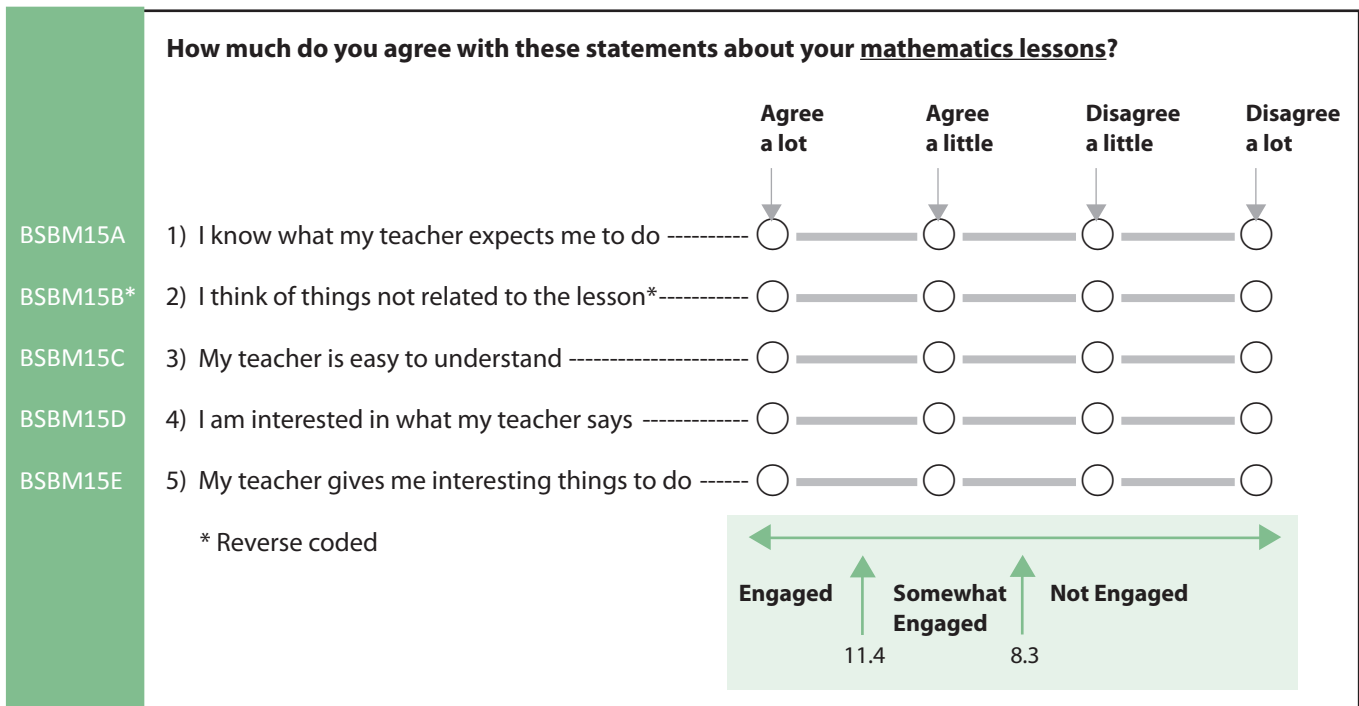 How much do you agree with these statements about your mathematics lessons?
Agree a lot
Agree a little
Disagree a little
Disagree a lot
BSBM15A 1) I know what my teacher expects me to do ----------
BSBM15B* 2) I think of things not related to the lesson*-----------
BSBM15C 3) My teacher is easy to understand ----------------------
BSBM15D 4) I am interested in what my teacher says -------------
BSBM15E 5) My teacher gives me interesting things to do ------
* Reverse coded
Engaged
Somewhat Engaged
Not Engaged
11.4
8.3